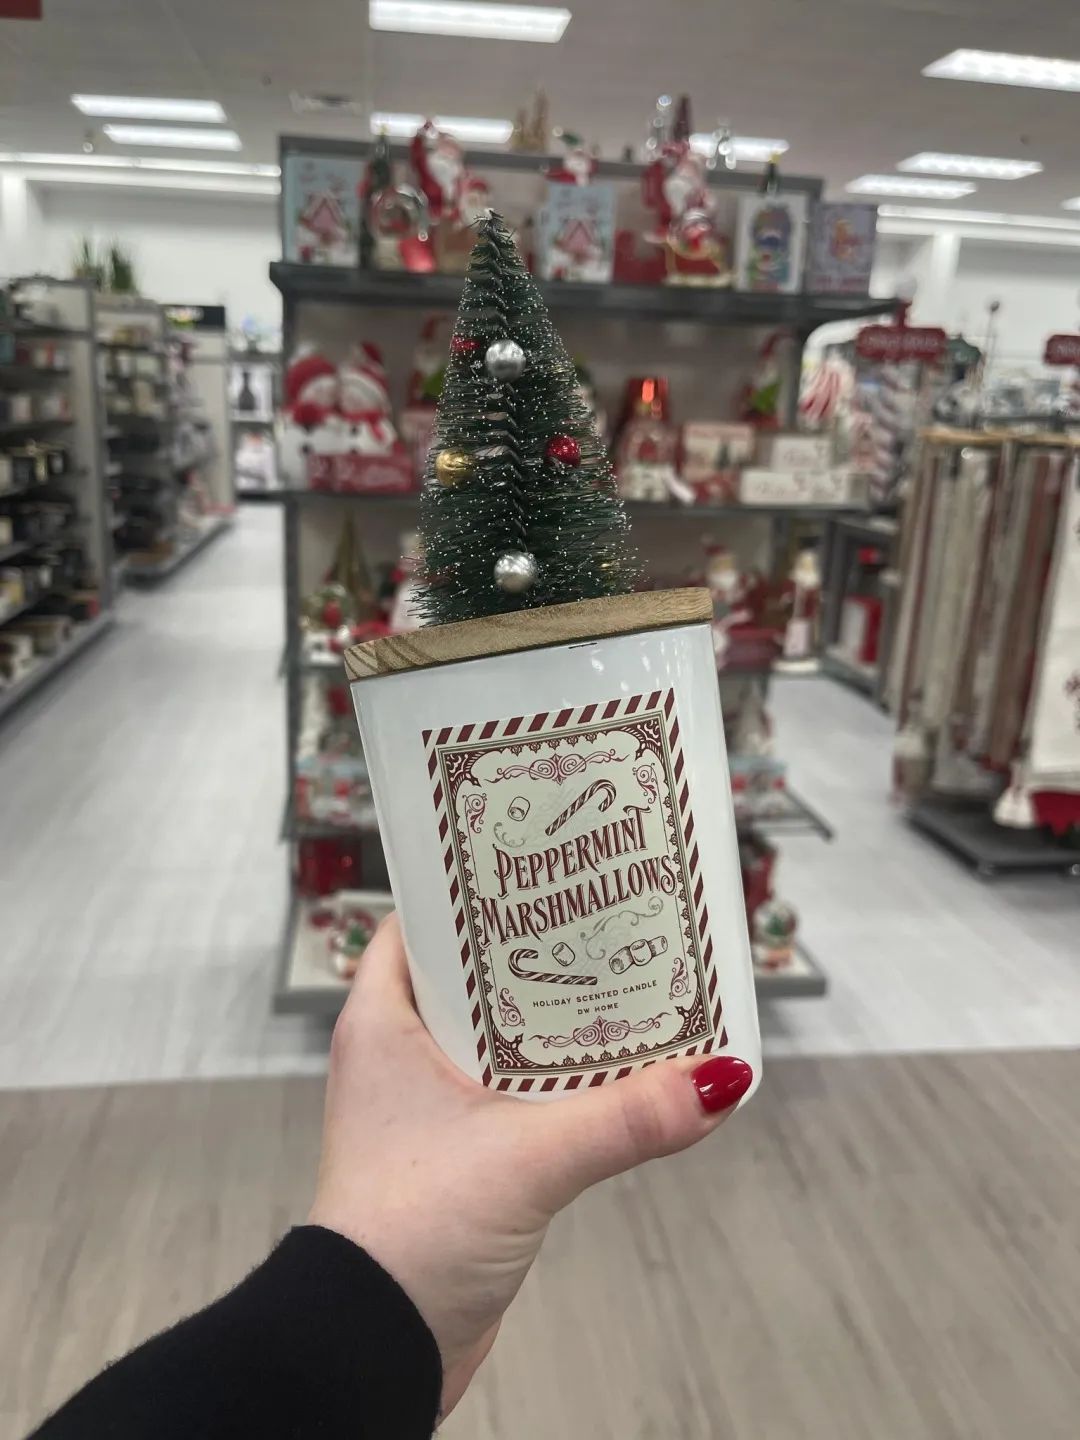 PEPPERMINT
MARSHMALLOWS
HOLIDAY SCENTED CANDLE
DW HOME